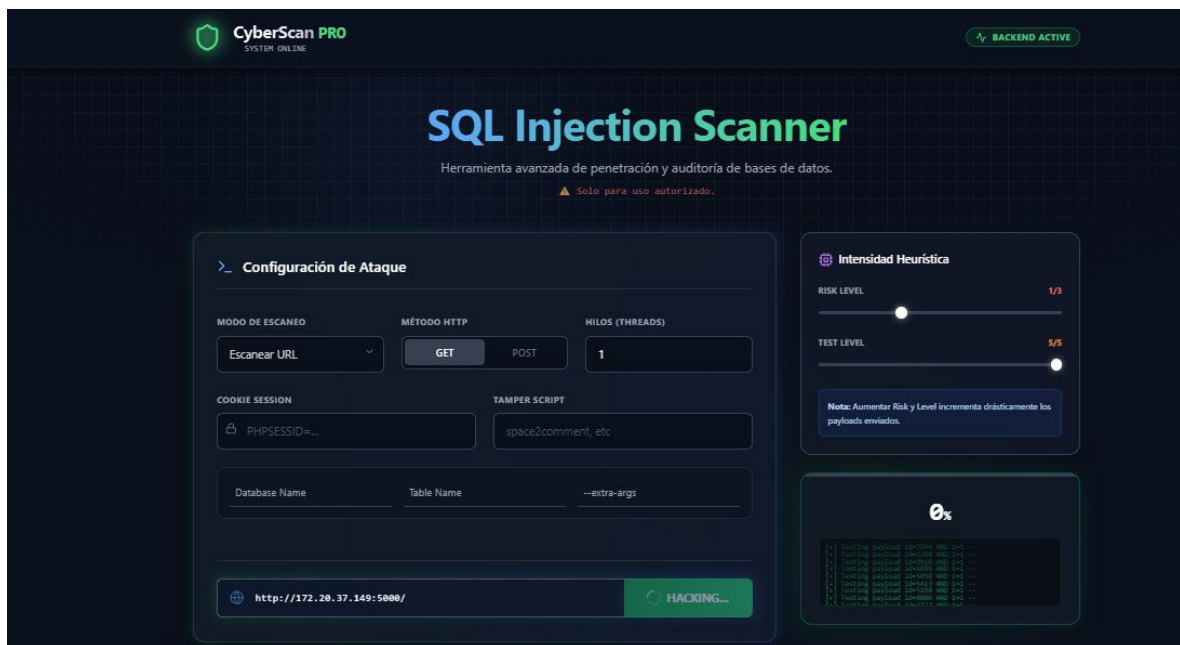 CyberScan PRO
SYSTEM ONLINE
BACKEND ACTIVE
SQL Injection Scanner
Herramienta avanzada de penetración y auditoría de bases de datos.
Solo para uso autorizado.
>_ Configuración de Ataque
MODO DE ESCANEO
Escanear URL
MÉTODO HTTP
GET
POST
HILOS (THREADS)
1
COOKIE SESSION
PHPSESSID=...
TAMPER SCRIPT
space2comment, etc
Database Name
Table Name
--extra-args
http://172.20.37.149:5000/
HACKING...
Intensidad Heurística
RISK LEVEL
1/3
TEST LEVEL
5/5
Nota: Aumentar Risk y Level incrementa drásticamente los
payloads enviados.
0%